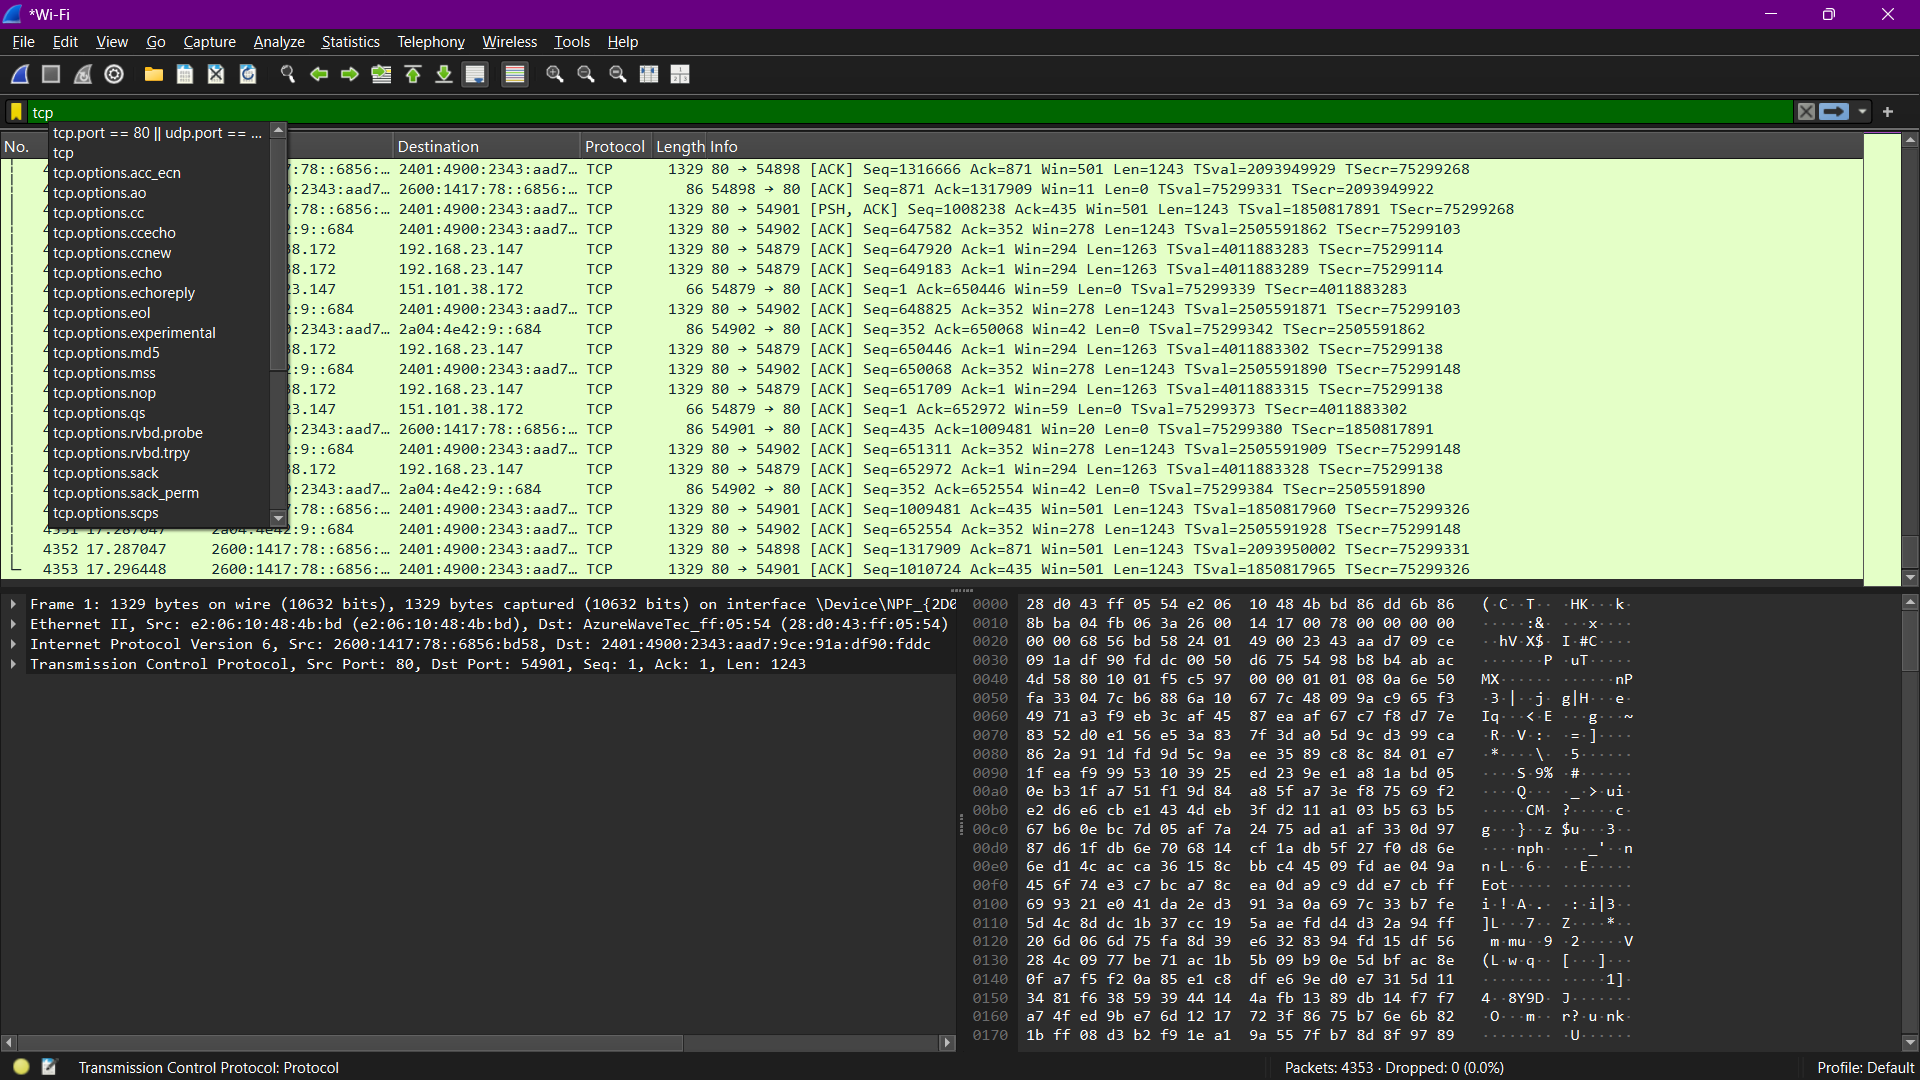 *Wi-Fi
File Edit View Go Capture Analyze Statistics Telephony Wireless Tools Help
tcp
tcp.port == 80 || udp.port == ...
tcp
tcp.options.acc_ecn
tcp.options.ao
tcp.options.cc
tcp.options.ccecho
tcp.options.ccnew
tcp.options.echo
tcp.options.echoreply
tcp.options.eol
tcp.options.experimental
tcp.options.md5
tcp.options.mss
tcp.options.nop
tcp.options.qs
tcp.options.rvbd.probe
tcp.options.rvbd.trpy
tcp.options.sack
tcp.options.sack_perm
tcp.options.scps
No. Destination Protocol Length Info
:78::6856:… 2401:4900:2343:aad7… TCP 1329 80 → 54898 [ACK] Seq=1316666 Ack=871 Win=501 Len=1243 TSval=2093949929 TSecr=75299268
:2343:aad7… 2600:1417:78::6856:… TCP 86 54898 → 80 [ACK] Seq=871 Ack=1317909 Win=11 Len=0 TSval=75299331 TSecr=2093949922
:78::6856:… 2401:4900:2343:aad7… TCP 1329 80 → 54901 [PSH, ACK] Seq=1008238 Ack=435 Win=501 Len=1243 TSval=1850817891 TSecr=75299268
:9::684 2401:4900:2343:aad7… TCP 1329 80 → 54902 [ACK] Seq=647582 Ack=352 Win=278 Len=1243 TSval=2505591862 TSecr=75299103
8.172 192.168.23.147 TCP 1329 80 → 54879 [ACK] Seq=647920 Ack=1 Win=294 Len=1263 TSval=4011883283 TSecr=75299114
8.172 192.168.23.147 TCP 1329 80 → 54879 [ACK] Seq=649183 Ack=1 Win=294 Len=1263 TSval=4011883289 TSecr=75299114
3.147 151.101.38.172 TCP 66 54879 → 80 [ACK] Seq=1 Ack=650446 Win=59 Len=0 TSval=75299339 TSecr=4011883283
:9::684 2401:4900:2343:aad7… TCP 1329 80 → 54902 [ACK] Seq=648825 Ack=352 Win=278 Len=1243 TSval=2505591871 TSecr=75299103
:2343:aad7… 2a04:4e42:9::684 TCP 86 54902 → 80 [ACK] Seq=352 Ack=650068 Win=42 Len=0 TSval=75299342 TSecr=2505591862
8.172 192.168.23.147 TCP 1329 80 → 54879 [ACK] Seq=650446 Ack=1 Win=294 Len=1263 TSval=4011883302 TSecr=75299138
:9::684 2401:4900:2343:aad7… TCP 1329 80 → 54902 [ACK] Seq=650068 Ack=352 Win=278 Len=1243 TSval=2505591890 TSecr=75299148
8.172 192.168.23.147 TCP 1329 80 → 54879 [ACK] Seq=651709 Ack=1 Win=294 Len=1263 TSval=4011883315 TSecr=75299138
3.147 151.101.38.172 TCP 66 54879 → 80 [ACK] Seq=1 Ack=652972 Win=59 Len=0 TSval=75299373 TSecr=4011883302
:2343:aad7… 2600:1417:78::6856:… TCP 86 54901 → 80 [ACK] Seq=435 Ack=1009481 Win=20 Len=0 TSval=75299380 TSecr=1850817891
:9::684 2401:4900:2343:aad7… TCP 1329 80 → 54902 [ACK] Seq=651311 Ack=352 Win=278 Len=1243 TSval=2505591909 TSecr=75299148
8.172 192.168.23.147 TCP 1329 80 → 54879 [ACK] Seq=652972 Ack=1 Win=294 Len=1263 TSval=4011883328 TSecr=75299138
:2343:aad7… 2a04:4e42:9::684 TCP 86 54902 → 80 [ACK] Seq=352 Ack=652554 Win=42 Len=0 TSval=75299384 TSecr=2505591890
:78::6856:… 2401:4900:2343:aad7… TCP 1329 80 → 54901 [ACK] Seq=1009481 Ack=435 Win=501 Len=1243 TSval=1850817960 TSecr=75299326
4351 17.287047 2a04:4e42:9::684 2401:4900:2343:aad7… TCP 1329 80 → 54902 [ACK] Seq=652554 Ack=352 Win=278 Len=1243 TSval=2505591928 TSecr=75299148
4352 17.287047 2600:1417:78::6856:… 2401:4900:2343:aad7… TCP 1329 80 → 54898 [ACK] Seq=1317909 Ack=871 Win=501 Len=1243 TSval=2093950002 TSecr=75299331
4353 17.296448 2600:1417:78::6856:… 2401:4900:2343:aad7… TCP 1329 80 → 54901 [ACK] Seq=1010724 Ack=435 Win=501 Len=1243 TSval=1850817965 TSecr=75299326
Frame 1: 1329 bytes on wire (10632 bits), 1329 bytes captured (10632 bits) on interface \Device\NPF_{2D0
Ethernet II, Src: e2:06:10:48:4b:bd (e2:06:10:48:4b:bd), Dst: AzureWaveTec_ff:05:54 (28:d0:43:ff:05:54)
Internet Protocol Version 6, Src: 2600:1417:78::6856:bd58, Dst: 2401:4900:2343:aad7:9ce:91a:df90:fddc
Transmission Control Protocol, Src Port: 80, Dst Port: 54901, Seq: 1, Ack: 1, Len: 1243
0000 28 d0 43 ff 05 54 e2 06 10 48 4b bd 86 dd 6b 86 (·C··T·· ·HK···k·
0010 8b ba 04 fb 06 3a 26 00 14 17 00 78 00 00 00 00 ·····:&· ···x····
0020 00 00 68 56 bd 58 24 01 49 00 23 43 aa d7 09 ce ··hV·X$· I·#C····
0030 09 1a df 90 fd dc 00 50 d6 75 54 98 b8 b4 ab ac ·······P ·uT·····
0040 4d 58 80 10 01 f5 c5 97 00 00 01 01 08 0a 6e 50 MX······ ······nP
0050 fa 33 04 7c b6 88 6a 10 67 7c 48 09 9a c9 65 f3 ·3·|··j· g|H···e·
0060 49 71 a3 f9 eb 3c af 45 87 ea af 67 c7 f8 d7 7e Iq···<·E ···g···~
0070 83 52 d0 e1 56 e5 3a 83 7f 3d a0 5d 9c d3 99 ca ·R··V·:· ·=·]····
0080 86 2a 91 1d fd 9d 5c 9a ee 35 89 c8 8c 84 01 e7 ·*····\· ·5······
0090 1f ea f9 99 53 10 39 25 ed 23 9e e1 a8 1a bd 05 ····S·9% ·#······
00a0 0e b3 1f a7 51 f1 9d 84 a8 5f a7 3e f8 75 69 f2 ····Q··· ·_·>·ui·
00b0 e2 d6 e6 cb e1 43 4d eb 3f d2 11 a1 03 b5 63 b5 ·····CM· ?·····c·
00c0 67 b6 0e bc 7d 05 af 7a 24 75 ad a1 af 33 0d 97 g···}··z $u···3··
00d0 87 d6 1f db 6e 70 68 14 cf 1a db 5f 27 f0 d8 6e ····nph· ···_'··n
00e0 6e d1 4c ac ca 36 15 8c bb c4 45 09 fd ae 04 9a n·L··6·· ··E·····
00f0 45 6f 74 e3 c7 bc a7 8c ea 0d a9 c9 dd e7 cb ff Eot····· ········
0100 69 93 21 e0 41 da 2e d3 91 3a 0a 69 7c 33 b7 fe i·!·A·.· ·:·i|3··
0110 5d 4c 8d dc 1b 37 cc 19 5a ae fd d4 d3 2a 94 ff ]L···7·· Z····*··
0120 20 6d 06 6d 75 fa 8d 39 e6 32 83 94 fd 15 df 56 m·mu··9 ·2·····V
0130 28 4c 09 77 be 71 ac 1b 5b 09 b9 0e 5d bf ac 8e (L·w·q·· [···]···
0140 0f a7 f5 f2 0a 85 e1 c8 df e6 9e d0 e7 31 5d 11 ········ ·····1]·
0150 34 81 f6 38 59 39 44 14 4a fb 13 89 db 14 f7 f7 4··8Y9D· J·······
0160 a7 4f ed 9b e7 6d 12 17 72 3f 86 75 b7 6e 6b 82 ·O···m·· r?·u·nk·
0170 1b ff 08 d3 b2 f9 1e a1 9a 55 7f b7 8d 8f 97 89 ········ ·U······
Transmission Control Protocol: Protocol
Packets: 4353 · Dropped: 0 (0.0%)
Profile: Default